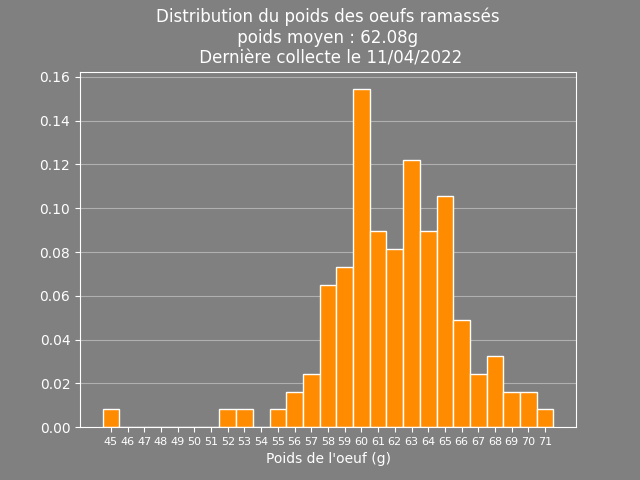 Distribution du poids des oeufs ramassés
poids moyen : 62.08g
Dernière collecte le 11/04/2022
0.16
0.14
0.12
0.10
0.08
0.06
0.04
0.02
0.00
45 46 47 48 49 50 51 52 53 54 55 56 57 58 59 60 61 62 63 64 65 66 67 68 69 70 71
Poids de l'oeuf (g)